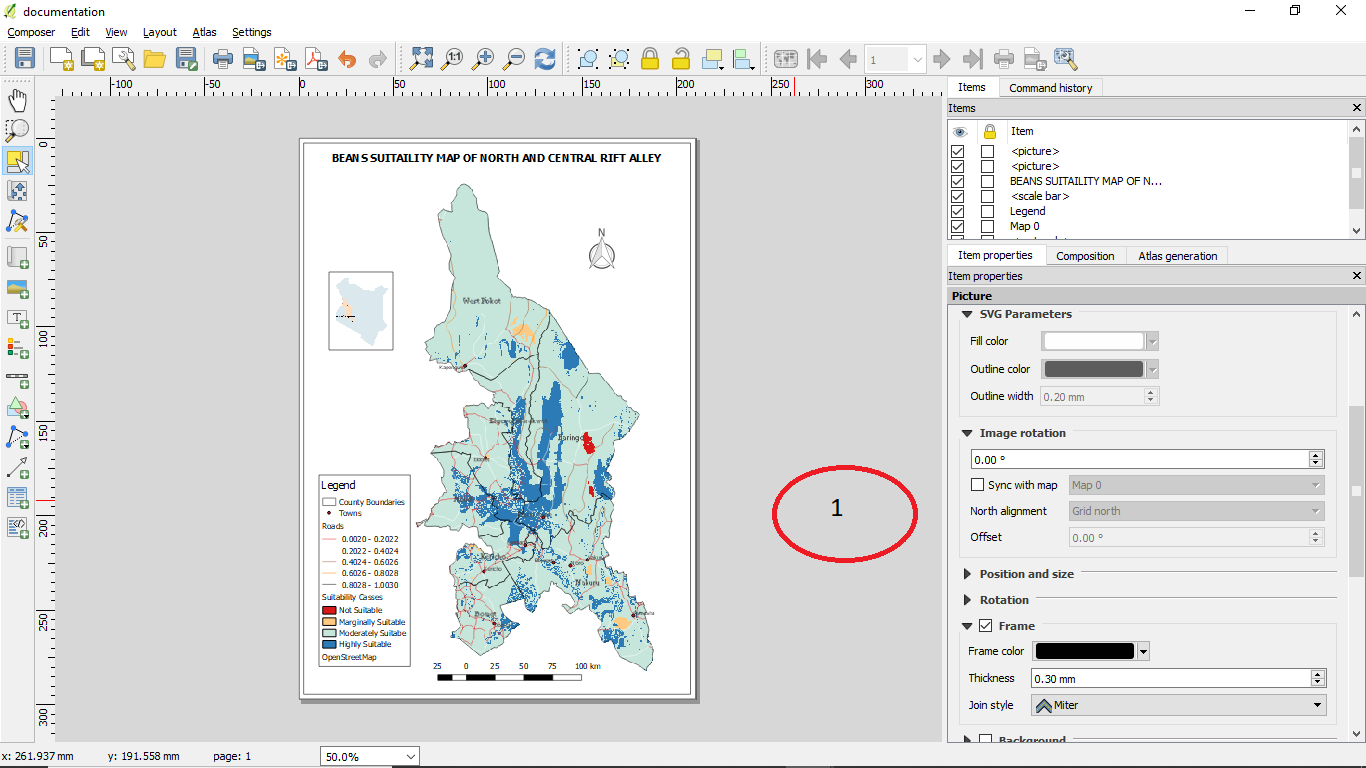 documentation
Composer Edit View Layout Atlas Settings
1:1
1
-100 -50 0 50 100 150 200 250 300
0
50
100
150
200
250
300
BEANS SUITAILITY MAP OF NORTH AND CENTRAL RIFT ALLEY
N
West Pokot
Baringo
Nakuru
Legend
County Boundaries
Towns
Roads
0.0020 - 0.2022
0.2022 - 0.4024
0.4024 - 0.6026
0.6026 - 0.8028
0.8028 - 1.0030
Suitability Casses
Not Suitable
Marginally Suitable
Moderately Suitabe
Highly Suitable
OpenStreetMap
25 0 25 50 75 100 km
1
Items Command history
Items
Item
<picture>
<picture>
BEANS SUITAILITY MAP OF N...
<scale bar>
Legend
Map 0
Item properties Composition Atlas generation
Item properties
Picture
SVG Parameters
Fill color
Outline color
Outline width 0.20 mm
Image rotation
0.00 °
Sync with map Map 0
North alignment Grid north
Offset 0.00 °
Position and size
Rotation
Frame
Frame color
Thickness 0.30 mm
Join style Miter
Background
x: 261.937 mm y: 191.558 mm page: 1 50.0%